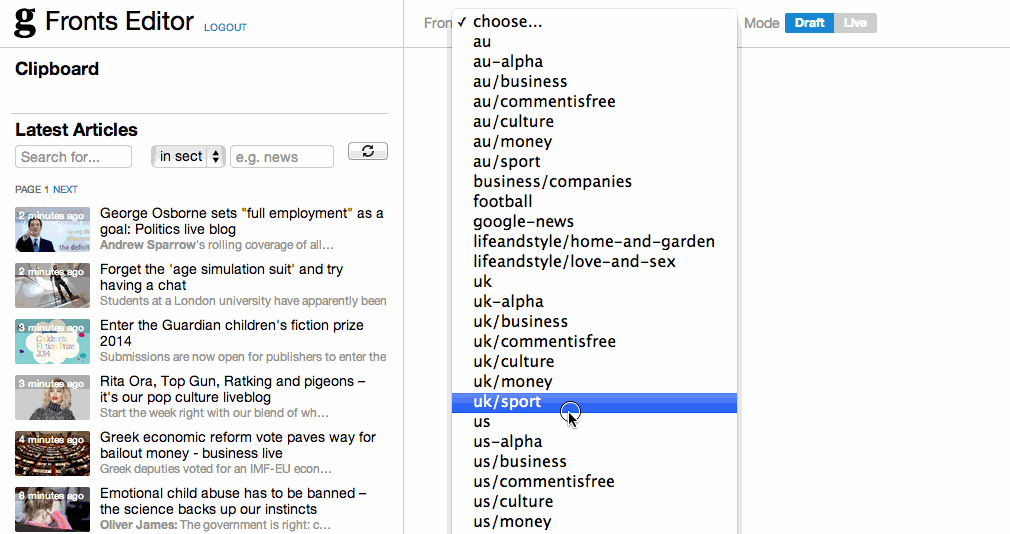 g Fronts Editor LOGOUT
Clipboard
Latest Articles
Search for...
in sect
e.g. news
PAGE 1 NEXT
2 minutes ago
George Osborne sets "full employment" as a
goal: Politics live blog
Andrew Sparrow's rolling coverage of all…
2 minutes ago
Forget the 'age simulation suit' and try
having a chat
Students at a London university have apparently been
3 minutes ago
Children's
Fiction Prize
2014
Enter the Guardian children's fiction prize
2014
Submissions are now open for publishers to enter the
3 minutes ago
Rita Ora, Top Gun, Ratking and pigeons –
it's our pop culture liveblog
Start the week right with our blend of wh…
4 minutes ago
Greek economic reform vote paves way for
bailout money - business live
Greek deputies voted for an IMF-EU econ…
6 minutes ago
Emotional child abuse has to be banned –
the science backs up our instincts
Oliver James: The government is right: c…
Fron
✓ choose...
au
au-alpha
au/business
au/commentisfree
au/culture
au/money
au/sport
business/companies
football
google-news
lifeandstyle/home-and-garden
lifeandstyle/love-and-sex
uk
uk-alpha
uk/business
uk/commentisfree
uk/culture
uk/money
uk/sport
us
us-alpha
us/business
us/commentisfree
us/culture
us/money
Mode Draft Live